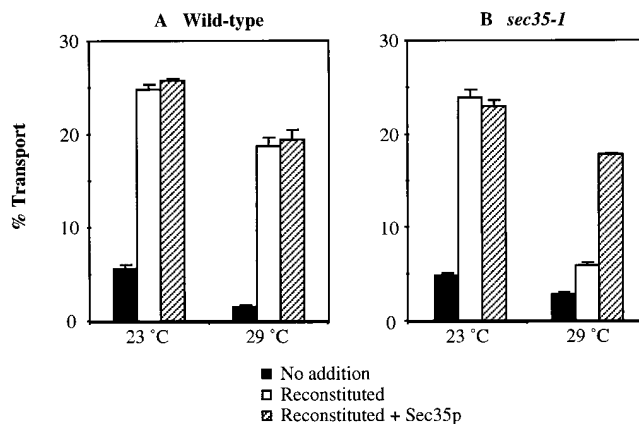 A Wild-type
B sec35-1
% Transport
30
20
10
0
23 ˚C
29 ˚C
30
20
10
0
23 ˚C
29 ˚C
No addition
Reconstituted
Reconstituted + Sec35p